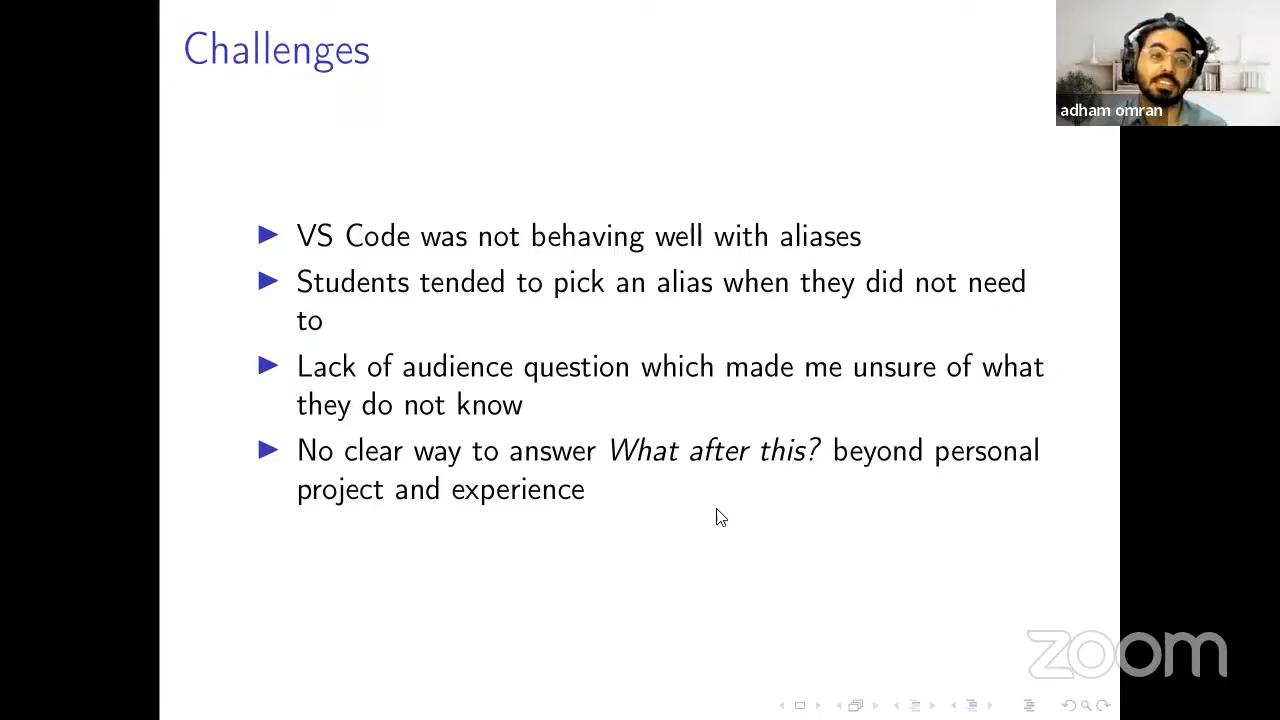 Challenges
adham omran
VS Code was not behaving well with aliases
Students tended to pick an alias when they did not need
to
Lack of audience question which made me unsure of what
they do not know
No clear way to answer What after this? beyond personal
project and experience
zoom